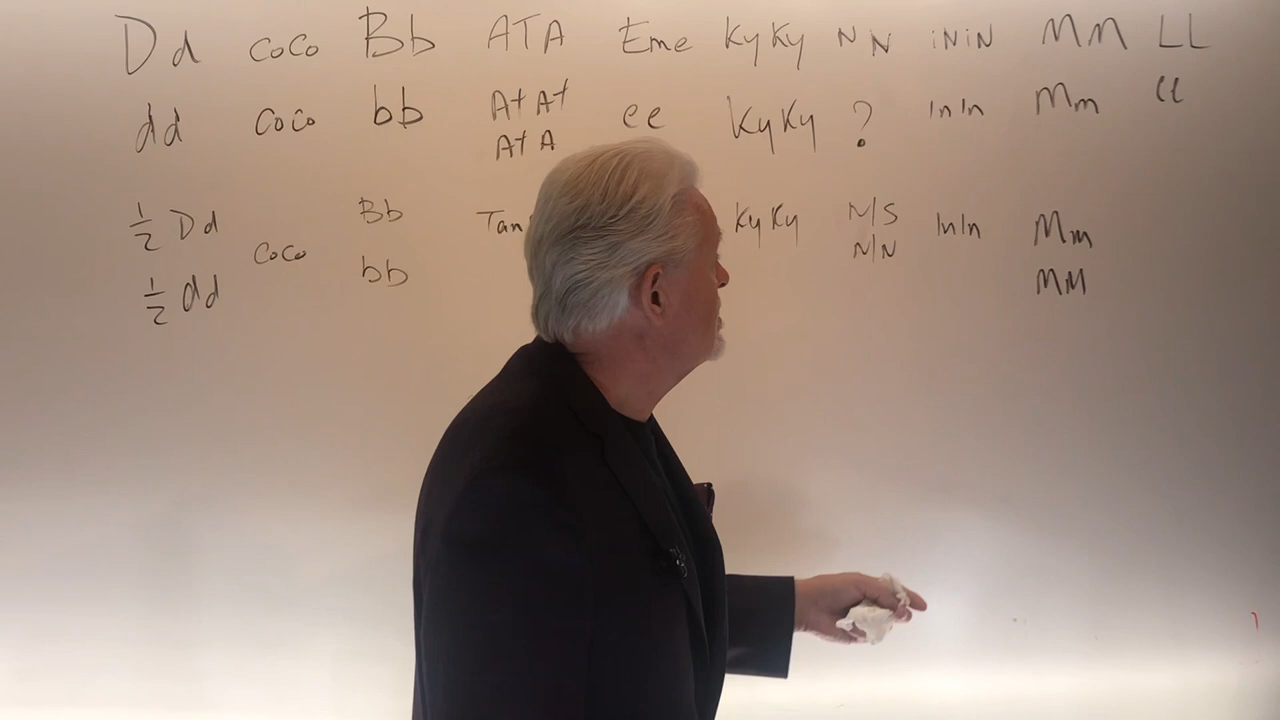 Dd CoCo Bb ATA Eme KyKy N N iNiN MM LL
dd CoCo bb At At ee KyKy ? InIn Mm ll
At A
1/2 Dd CoCo Bb Tan KyKy N/S InIn Mm
N/N
1/2 dd bb MM